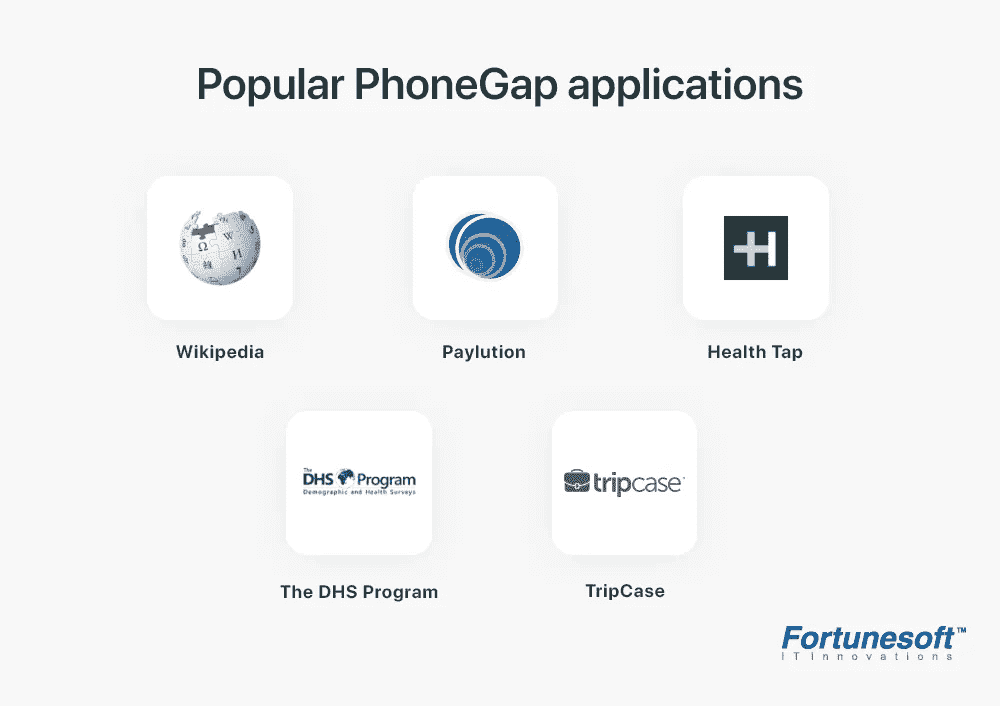 Popular PhoneGap applications
Ω W И 7
Wikipedia
Paylution
H
Health Tap
The
DHS Program
Demographic and Health Surveys
The DHS Program
tripcase
TripCase
Fortunesoft™
IT Innovations